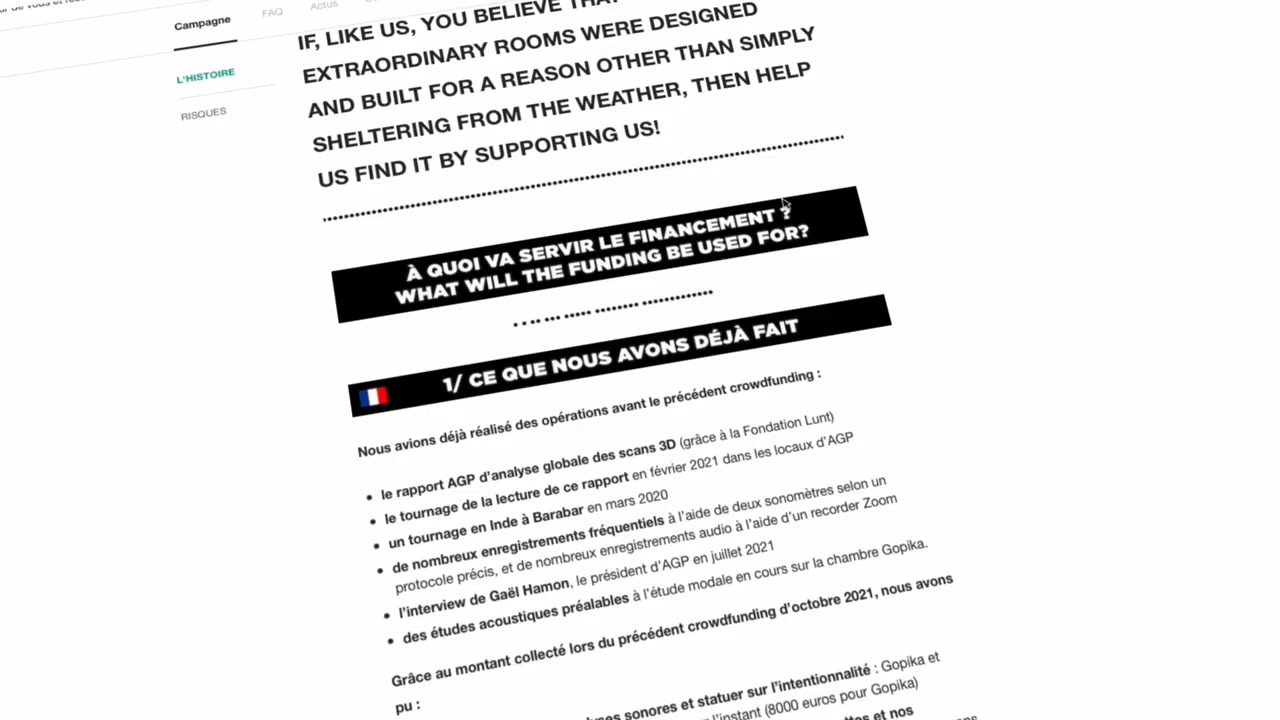 Campagne
FAQ
Actus
L'HISTOIRE
RISQUES
IF, LIKE US, YOU BELIEVE
EXTRAORDINARY ROOMS WERE DESIGNED
AND BUILT FOR A REASON OTHER THAN SIMPLY
SHELTERING FROM THE WEATHER, THEN HELP
US FIND IT BY SUPPORTING US!
À QUOI VA SERVIR LE FINANCEMENT ?
WHAT WILL THE FUNDING BE USED FOR?
1/ CE QUE NOUS AVONS DÉJÀ FAIT
Nous avions déjà réalisé des opérations avant le précédent crowdfunding :
• le rapport AGP d'analyse globale des scans 3D (grâce à la Fondation Lunt)
• le tournage de la lecture de ce rapport en février 2021 dans les locaux d'AGP
• un tournage en Inde à Barabar en mars 2020
• de nombreux enregistrements fréquentiels à l'aide de deux sonomètres selon un
protocole précis, et de nombreux enregistrements audio à l'aide d'un recorder Zoom
• l'interview de Gaël Hamon, le président d'AGP en juillet 2021
• des études acoustiques préalables à l'étude modale en cours sur la chambre Gopika.
Grâce au montant collecté lors du précédent crowdfunding d'octobre 2021, nous avons
pu :
sonores et statuer sur l'intentionnalité : Gopika et
l'instant (8000 euros pour Gopika)
et nos